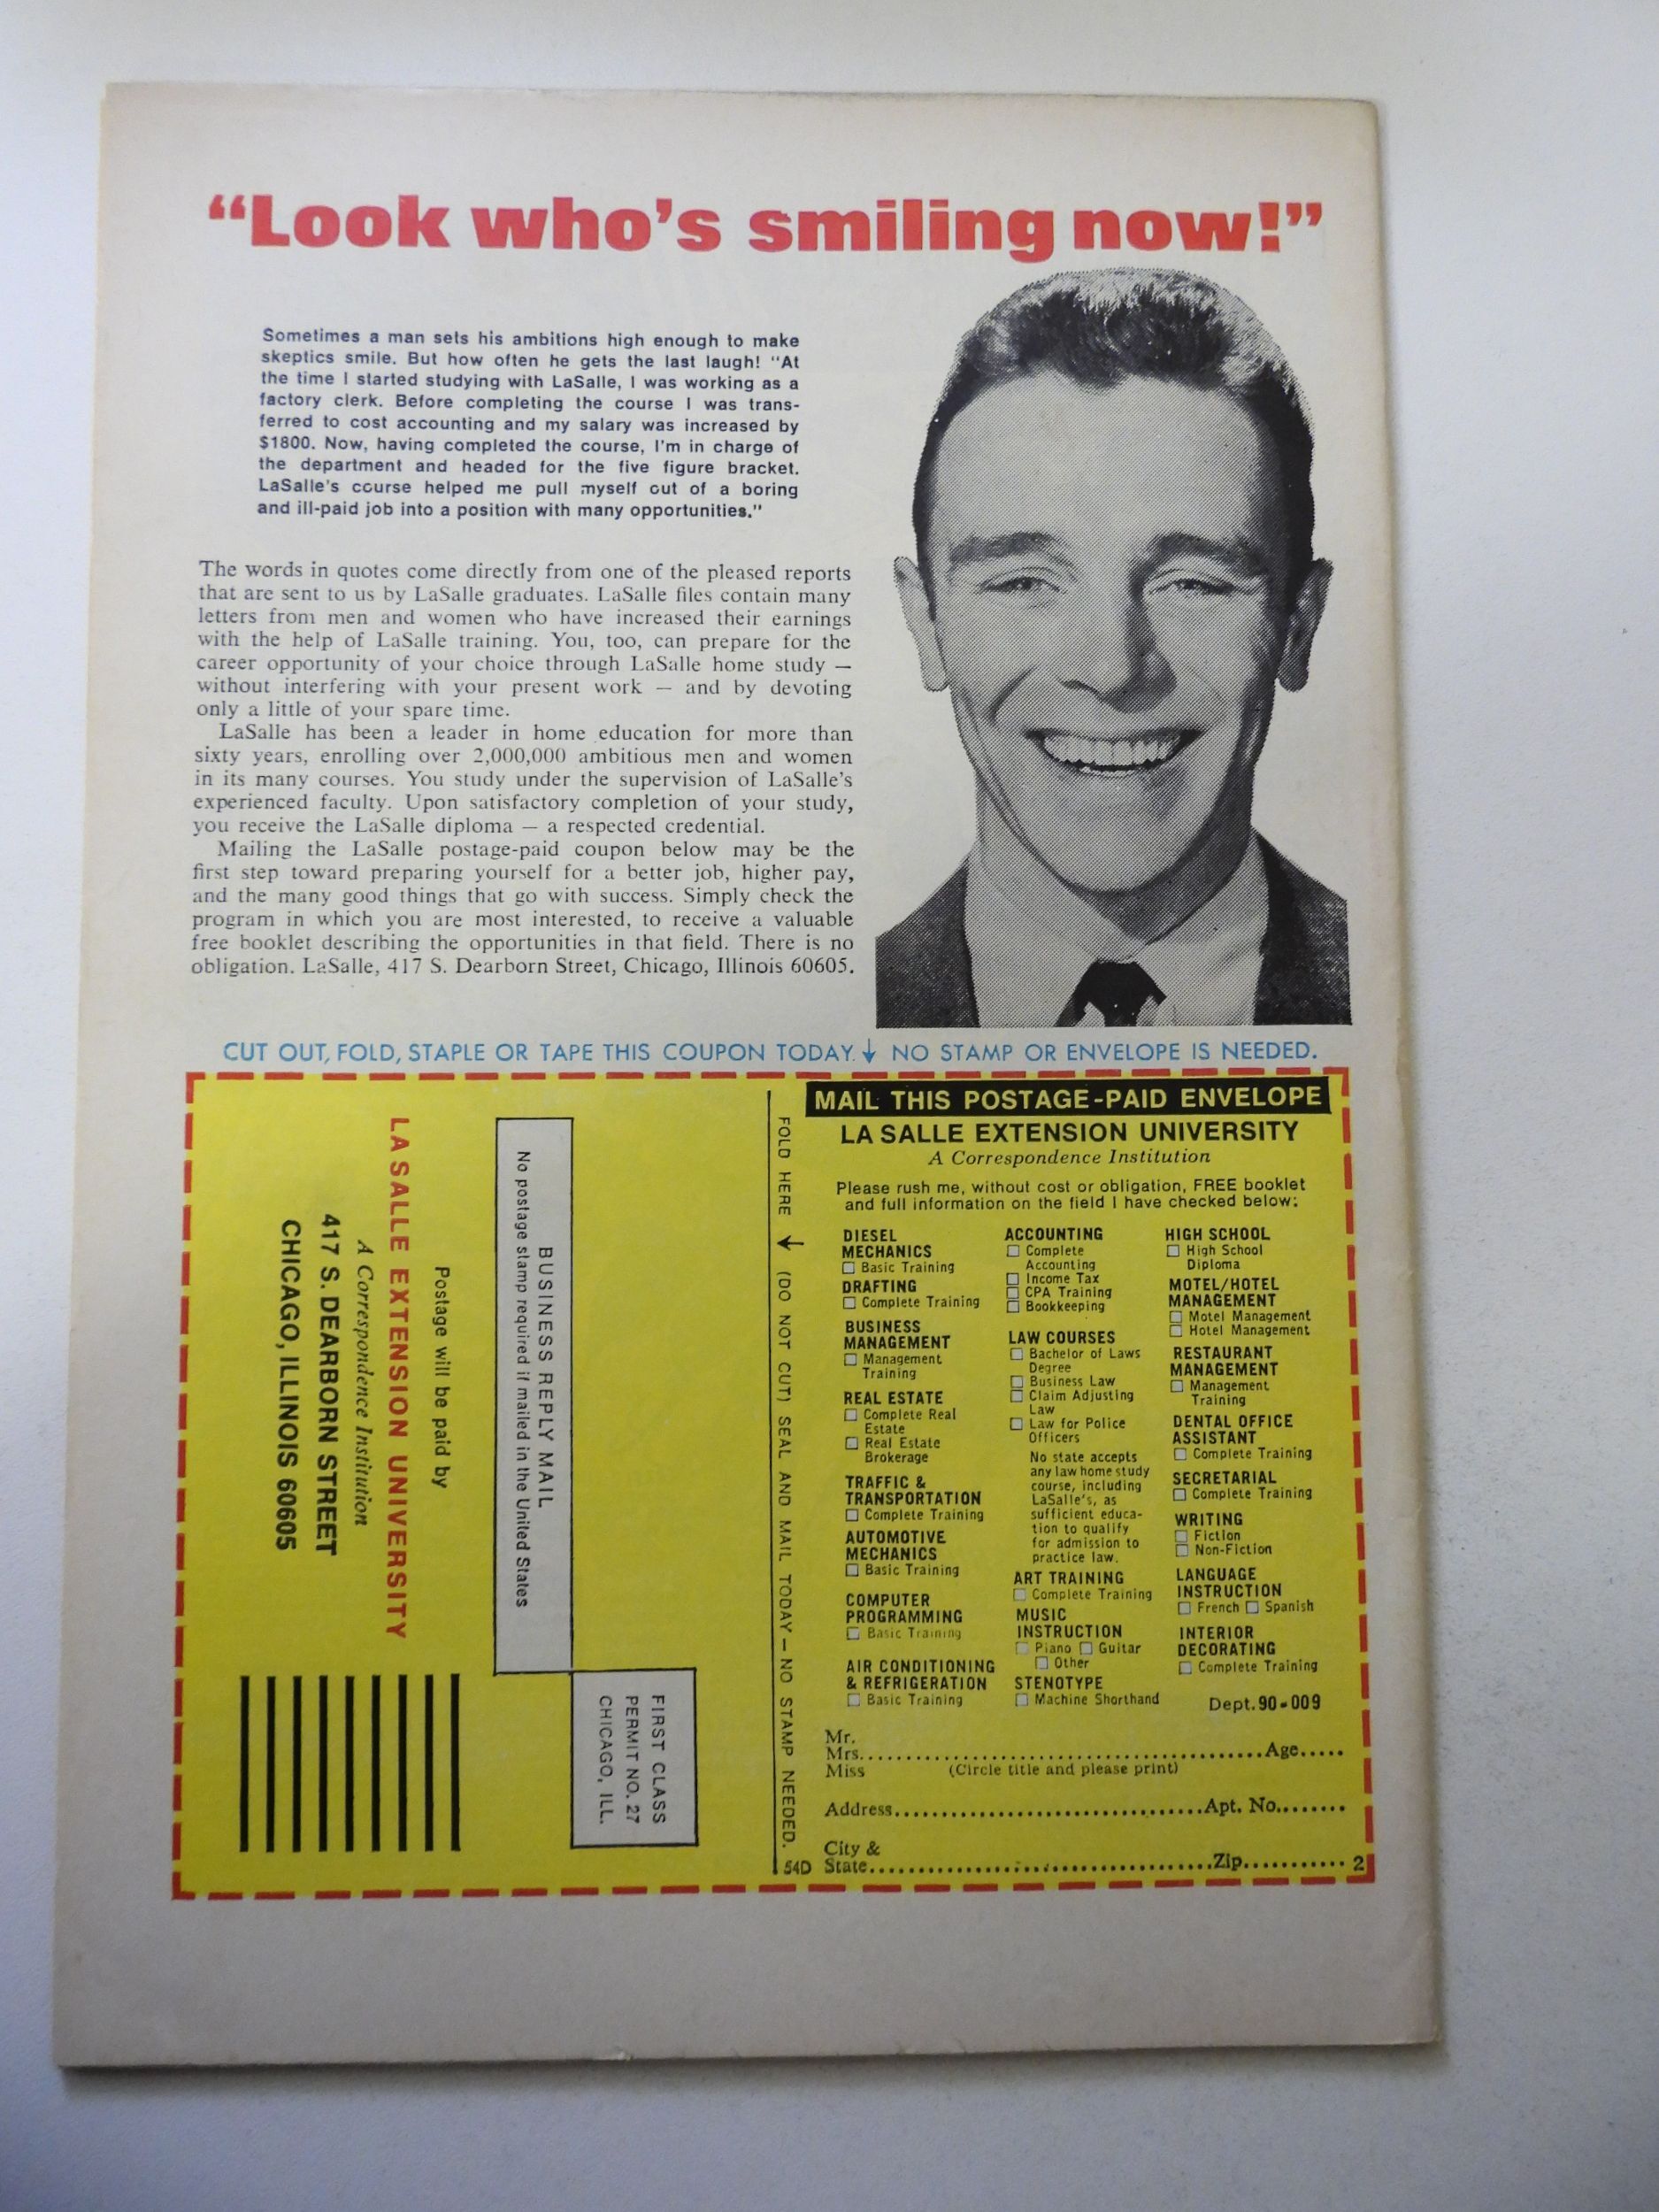 “Look who’s smiling now!”
Sometimes a man sets his ambitions high enough to make
skeptics smile. But how often he gets the last laugh! “At
the time I started studying with LaSalle, I was working as a
factory clerk. Before completing the course I was trans-
ferred to cost accounting and my salary was increased by
$1800. Now, having completed the course, I’m in charge of
the department and headed for the five figure bracket.
LaSalle’s course helped me pull myself out of a boring
and ill-paid job into a position with many opportunities.”
The words in quotes come directly from one of the pleased reports
that are sent to us by LaSalle graduates. LaSalle files contain many
letters from men and women who have increased their earnings
with the help of LaSalle training. You, too, can prepare for the
career opportunity of your choice through LaSalle home study —
without interfering with your present work — and by devoting
only a little of your spare time.
LaSalle has been a leader in home education for more than
sixty years, enrolling over 2,000,000 ambitious men and women
in its many courses. You study under the supervision of LaSalle’s
experienced faculty. Upon satisfactory completion of your study,
you receive the LaSalle diploma — a respected credential.
Mailing the LaSalle postage-paid coupon below may be the
first step toward preparing yourself for a better job, higher pay,
and the many good things that go with success. Simply check the
program in which you are most interested, to receive a valuable
free booklet describing the opportunities in that field. There is no
obligation. LaSalle, 417 S. Dearborn Street, Chicago, Illinois 60605.
CUT OUT, FOLD, STAPLE OR TAPE THIS COUPON TODAY. ↓ NO STAMP OR ENVELOPE IS NEEDED.
FIRST CLASS
PERMIT NO. 27
CHICAGO, ILL.
BUSINESS REPLY MAIL
No postage stamp required if mailed in the United States
Postage will be paid by
LA SALLE EXTENSION UNIVERSITY
A Correspondence Institution
417 S. DEARBORN STREET
CHICAGO, ILLINOIS 60605
FOLD HERE ↓ (DO NOT CUT) SEAL AND MAIL TODAY — NO STAMP NEEDED.
54D
MAIL THIS POSTAGE-PAID ENVELOPE
LA SALLE EXTENSION UNIVERSITY
A Correspondence Institution
Please rush me, without cost or obligation, FREE booklet
and full information on the field I have checked below:
DIESEL
MECHANICS
☐ Basic Training
DRAFTING
☐ Complete Training
BUSINESS
MANAGEMENT
☐ Management
Training
REAL ESTATE
☐ Complete Real
Estate
☐ Real Estate
Brokerage
TRAFFIC &
TRANSPORTATION
☐ Complete Training
AUTOMOTIVE
MECHANICS
☐ Basic Training
COMPUTER
PROGRAMMING
☐ Basic Training
AIR CONDITIONING
& REFRIGERATION
☐ Basic Training
ACCOUNTING
☐ Complete
Accounting
☐ Income Tax
☐ CPA Training
☐ Bookkeeping
LAW COURSES
☐ Bachelor of Laws
Degree
☐ Business Law
☐ Claim Adjusting
Law
☐ Law for Police
Officers
No state accepts
any law home study
course, including
LaSalle’s, as
sufficient educa-
tion to qualify
for admission to
practice law.
ART TRAINING
☐ Complete Training
MUSIC
INSTRUCTION
☐ Piano ☐ Guitar
☐ Other
STENOTYPE
☐ Machine Shorthand
HIGH SCHOOL
☐ High School
Diploma
MOTEL/HOTEL
MANAGEMENT
☐ Motel Management
☐ Hotel Management
RESTAURANT
MANAGEMENT
☐ Management
Training
DENTAL OFFICE
ASSISTANT
☐ Complete Training
SECRETARIAL
☐ Complete Training
WRITING
☐ Fiction
☐ Non-Fiction
LANGUAGE
INSTRUCTION
☐ French ☐ Spanish
INTERIOR
DECORATING
☐ Complete Training
Dept. 90-009
Mr.
Mrs. Age
Miss (Circle title and please print)
Address Apt. No.
City &
State Zip 2